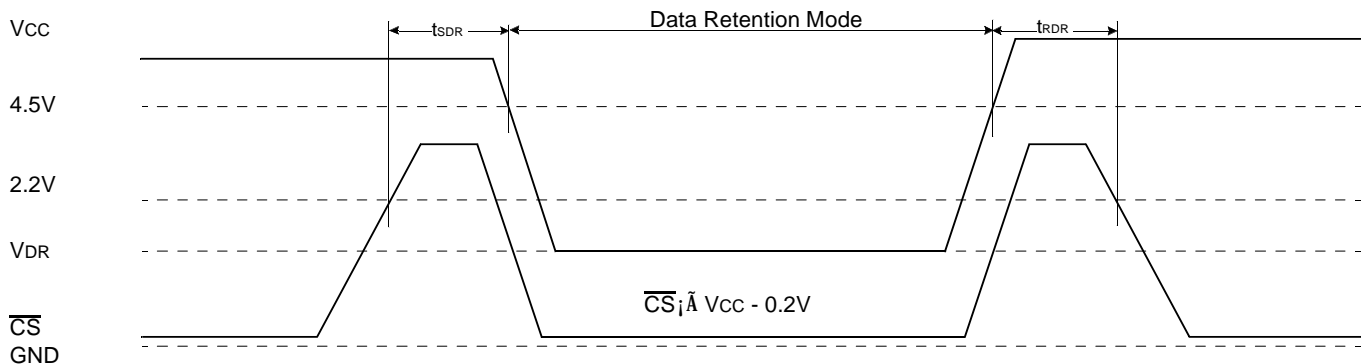 VCC
tSDR
Data Retention Mode
tRDR
4.5V
2.2V
VDR
CS¡Ã VCC - 0.2V
CS
GND